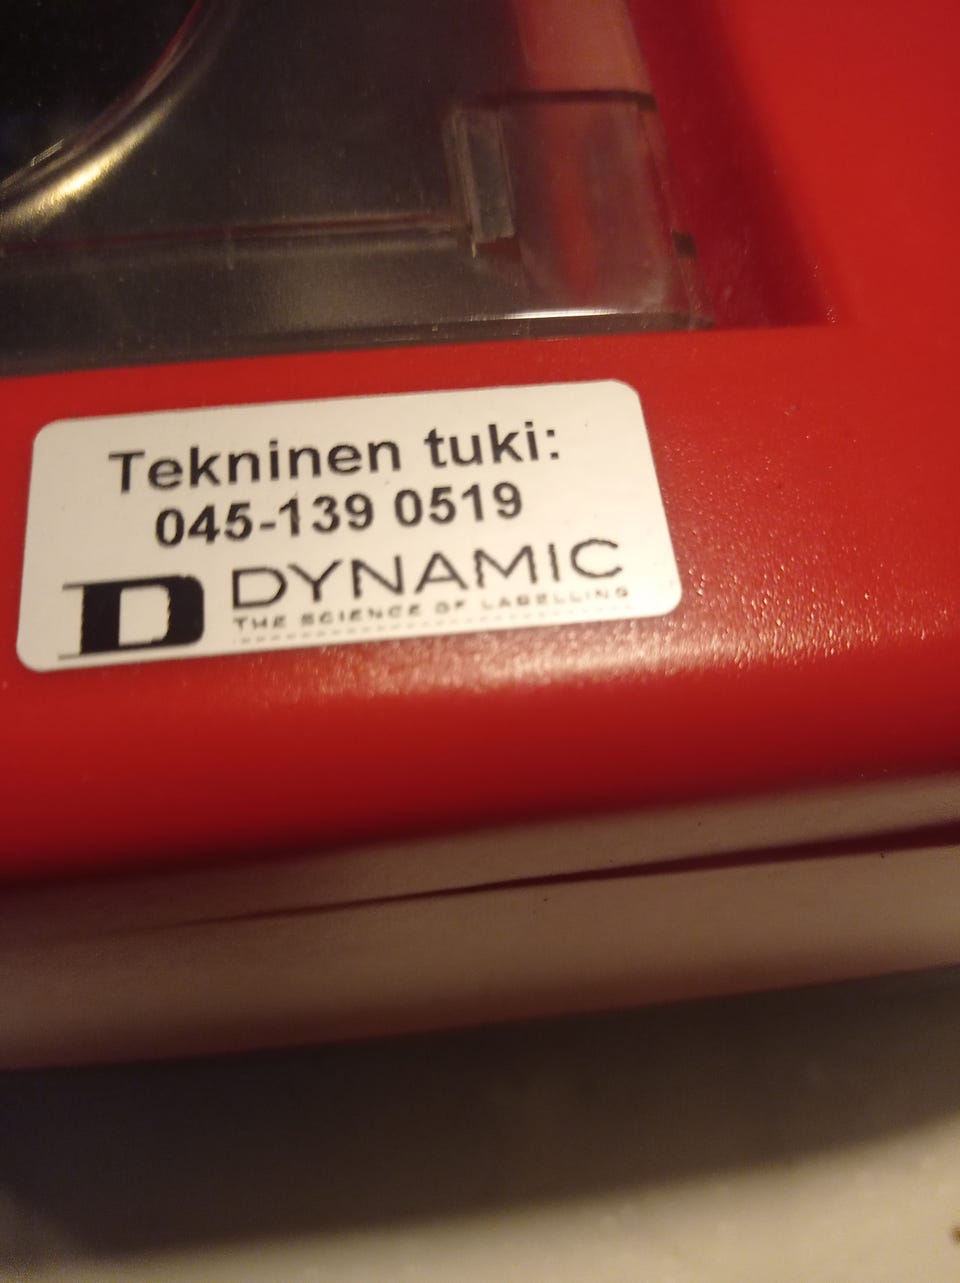 Tekninen tuki:
045-139 0519
D DYNAMIC
THE SCIENCE OF LABELLING